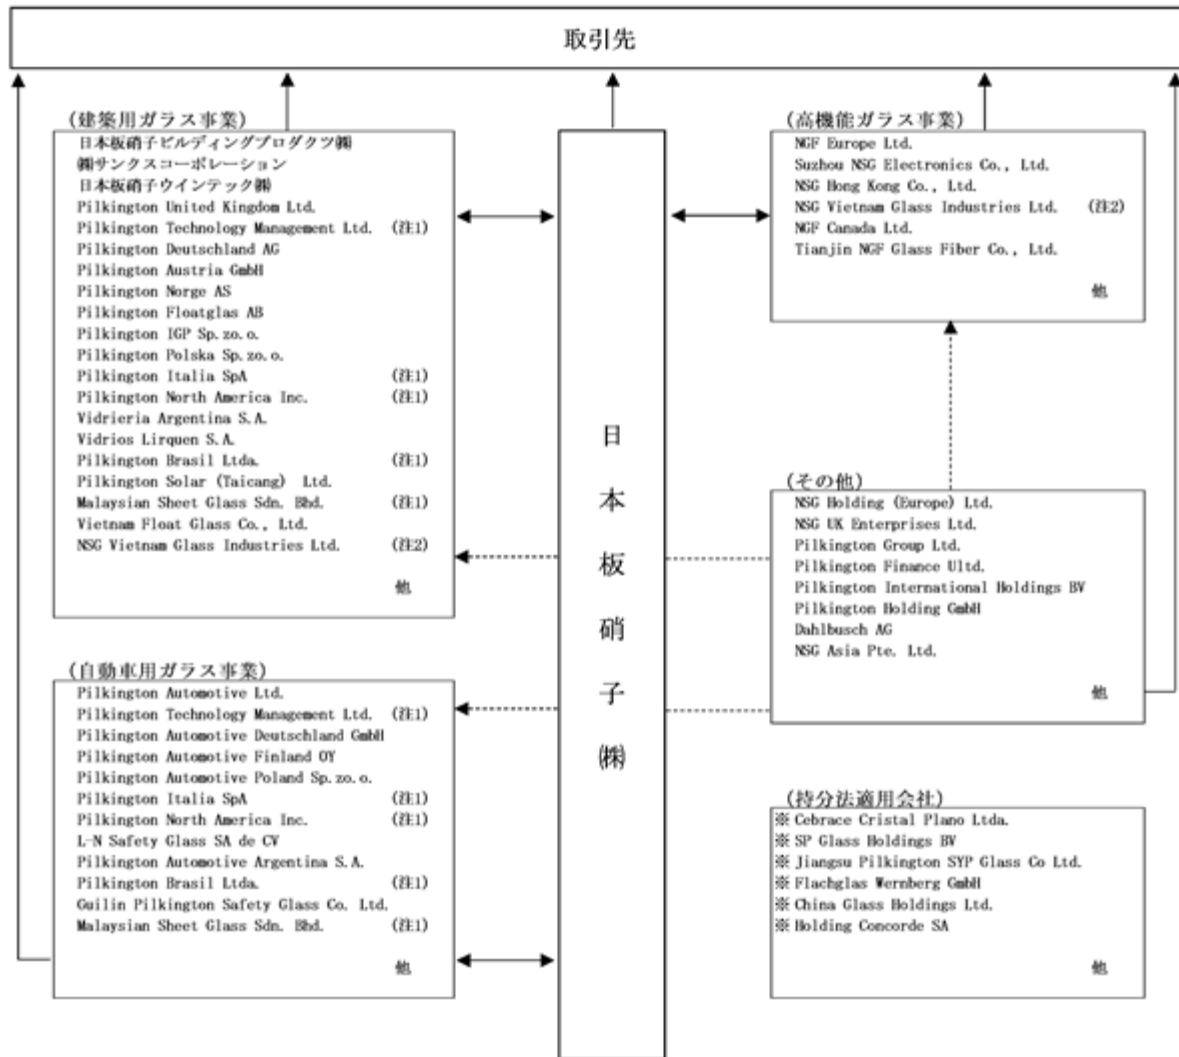 取引先
(建築用ガラス事業)
日本板硝子ビルディングプロダクツ㈱
㈱サンクスコーポレーション
日本板硝子ウインテック㈱
Pilkington United Kingdom Ltd.
Pilkington Technology Management Ltd. (注1)
Pilkington Deutschland AG
Pilkington Austria GmbH
Pilkington Norge AS
Pilkington Floatglas AB
Pilkington IGP Sp.zo.o.
Pilkington Polska Sp.zo.o.
Pilkington Italia SpA (注1)
Pilkington North America Inc. (注1)
Vidrieria Argentina S.A.
Vidrios Lirquen S.A.
Pilkington Brasil Ltda. (注1)
Pilkington Solar (Taicang) Ltd.
Malaysian Sheet Glass Sdn. Bhd. (注1)
Vietnam Float Glass Co., Ltd.
NSG Vietnam Glass Industries Ltd. (注2)
他
(自動車用ガラス事業)
Pilkington Automotive Ltd.
Pilkington Technology Management Ltd. (注1)
Pilkington Automotive Deutschland GmbH
Pilkington Automotive Finland OY
Pilkington Automotive Poland Sp.zo.o.
Pilkington Italia SpA (注1)
Pilkington North America Inc. (注1)
L-N Safety Glass SA de CV
Pilkington Automotive Argentina S.A.
Pilkington Brasil Ltda. (注1)
Guilin Pilkington Safety Glass Co. Ltd.
Malaysian Sheet Glass Sdn. Bhd. (注1)
他
日本板硝子㈱
(高機能ガラス事業)
NGF Europe Ltd.
Suzhou NSG Electronics Co., Ltd.
NSG Hong Kong Co., Ltd.
NSG Vietnam Glass Industries Ltd. (注2)
NGF Canada Ltd.
Tianjin NGF Glass Fiber Co., Ltd.
他
(その他)
NSG Holding (Europe) Ltd.
NSG UK Enterprises Ltd.
Pilkington Group Ltd.
Pilkington Finance Ultd.
Pilkington International Holdings BV
Pilkington Holding GmbH
Dahlbusch AG
NSG Asia Pte. Ltd.
他
(持分法適用会社)
※ Cebrace Cristal Plano Ltda.
※ SP Glass Holdings BV
※ Jiangsu Pilkington SYP Glass Co Ltd.
※ Flachglas Wernberg GmbH
※ China Glass Holdings Ltd.
※ Holding Concorde SA
他